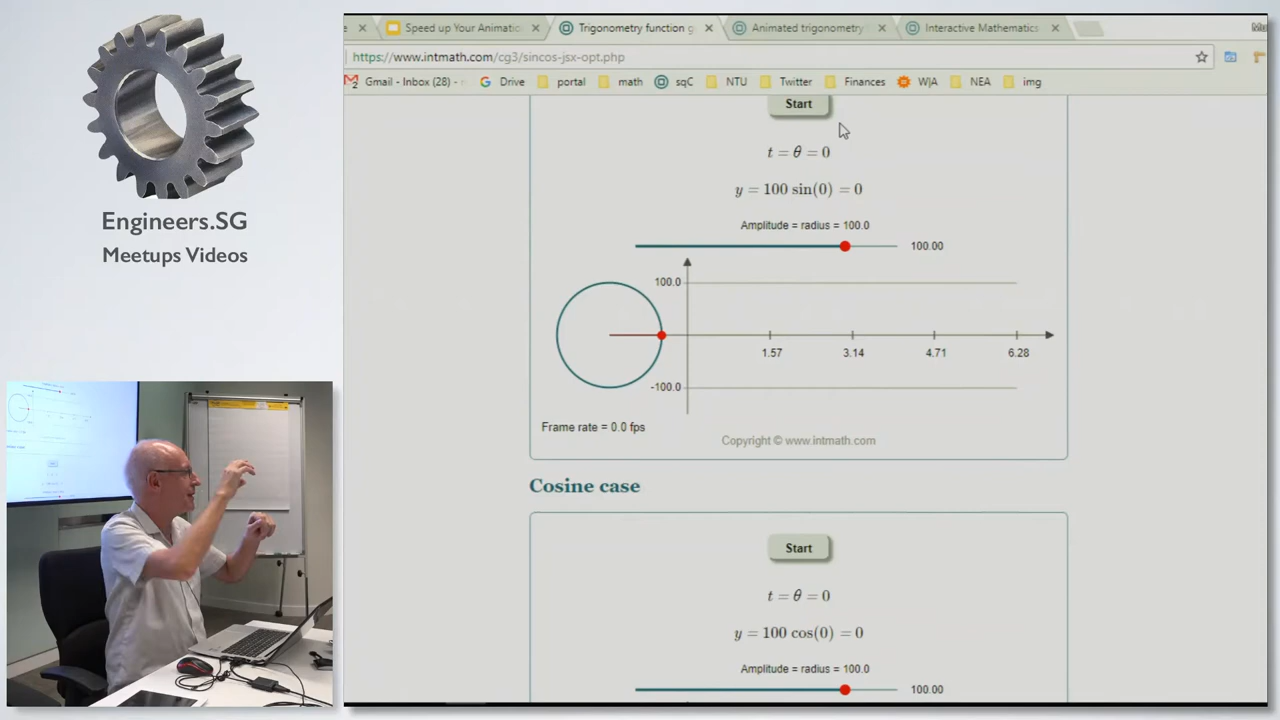 Engineers.SG
Meetups Videos
Speed up Your Animatic
Trigonometry function g
Animated trigonometry
Interactive Mathematics
https://www.intmath.com/cg3/sincos-jsx-opt.php
Gmail - Inbox (28) -
Drive
portal
math
sqC
NTU
Twitter
Finances
W|A
NEA
img
Start
t = θ = 0
y = 100 sin(0) = 0
Amplitude = radius = 100.0
100.00
100.0
1.57 3.14 4.71 6.28
-100.0
Frame rate = 0.0 fps
Copyright © www.intmath.com
Cosine case
Start
t = θ = 0
y = 100 cos(0) = 0
Amplitude = radius = 100.0
100.00